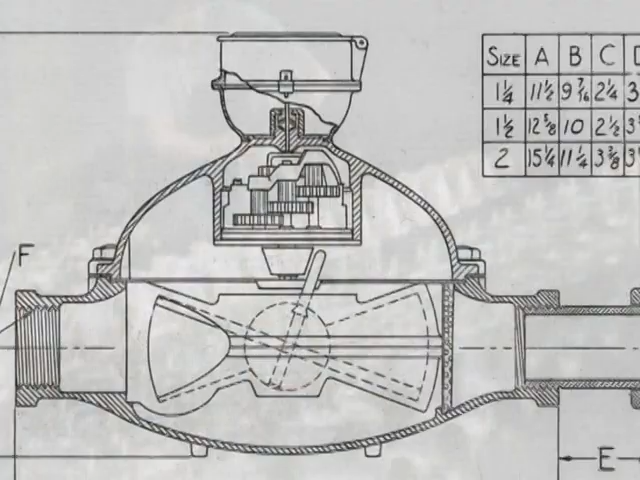 SIZE A B C D
1¼ 11½ 9 7/16 2¼ 3
1½ 12⅝ 10 2½ 3
2 15¼ 11¼ 3⅜ 3
F
E